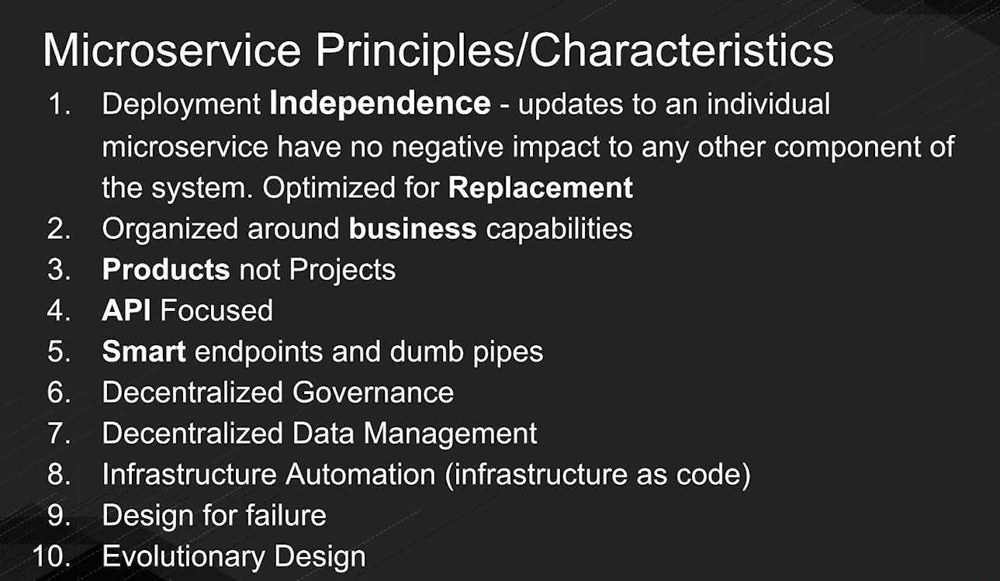 Microservice Principles/Characteristics
1. Deployment Independence - updates to an individual
microservice have no negative impact to any other component of
the system. Optimized for Replacement
2. Organized around business capabilities
3. Products not Projects
4. API Focused
5. Smart endpoints and dumb pipes
6. Decentralized Governance
7. Decentralized Data Management
8. Infrastructure Automation (infrastructure as code)
9. Design for failure
10. Evolutionary Design